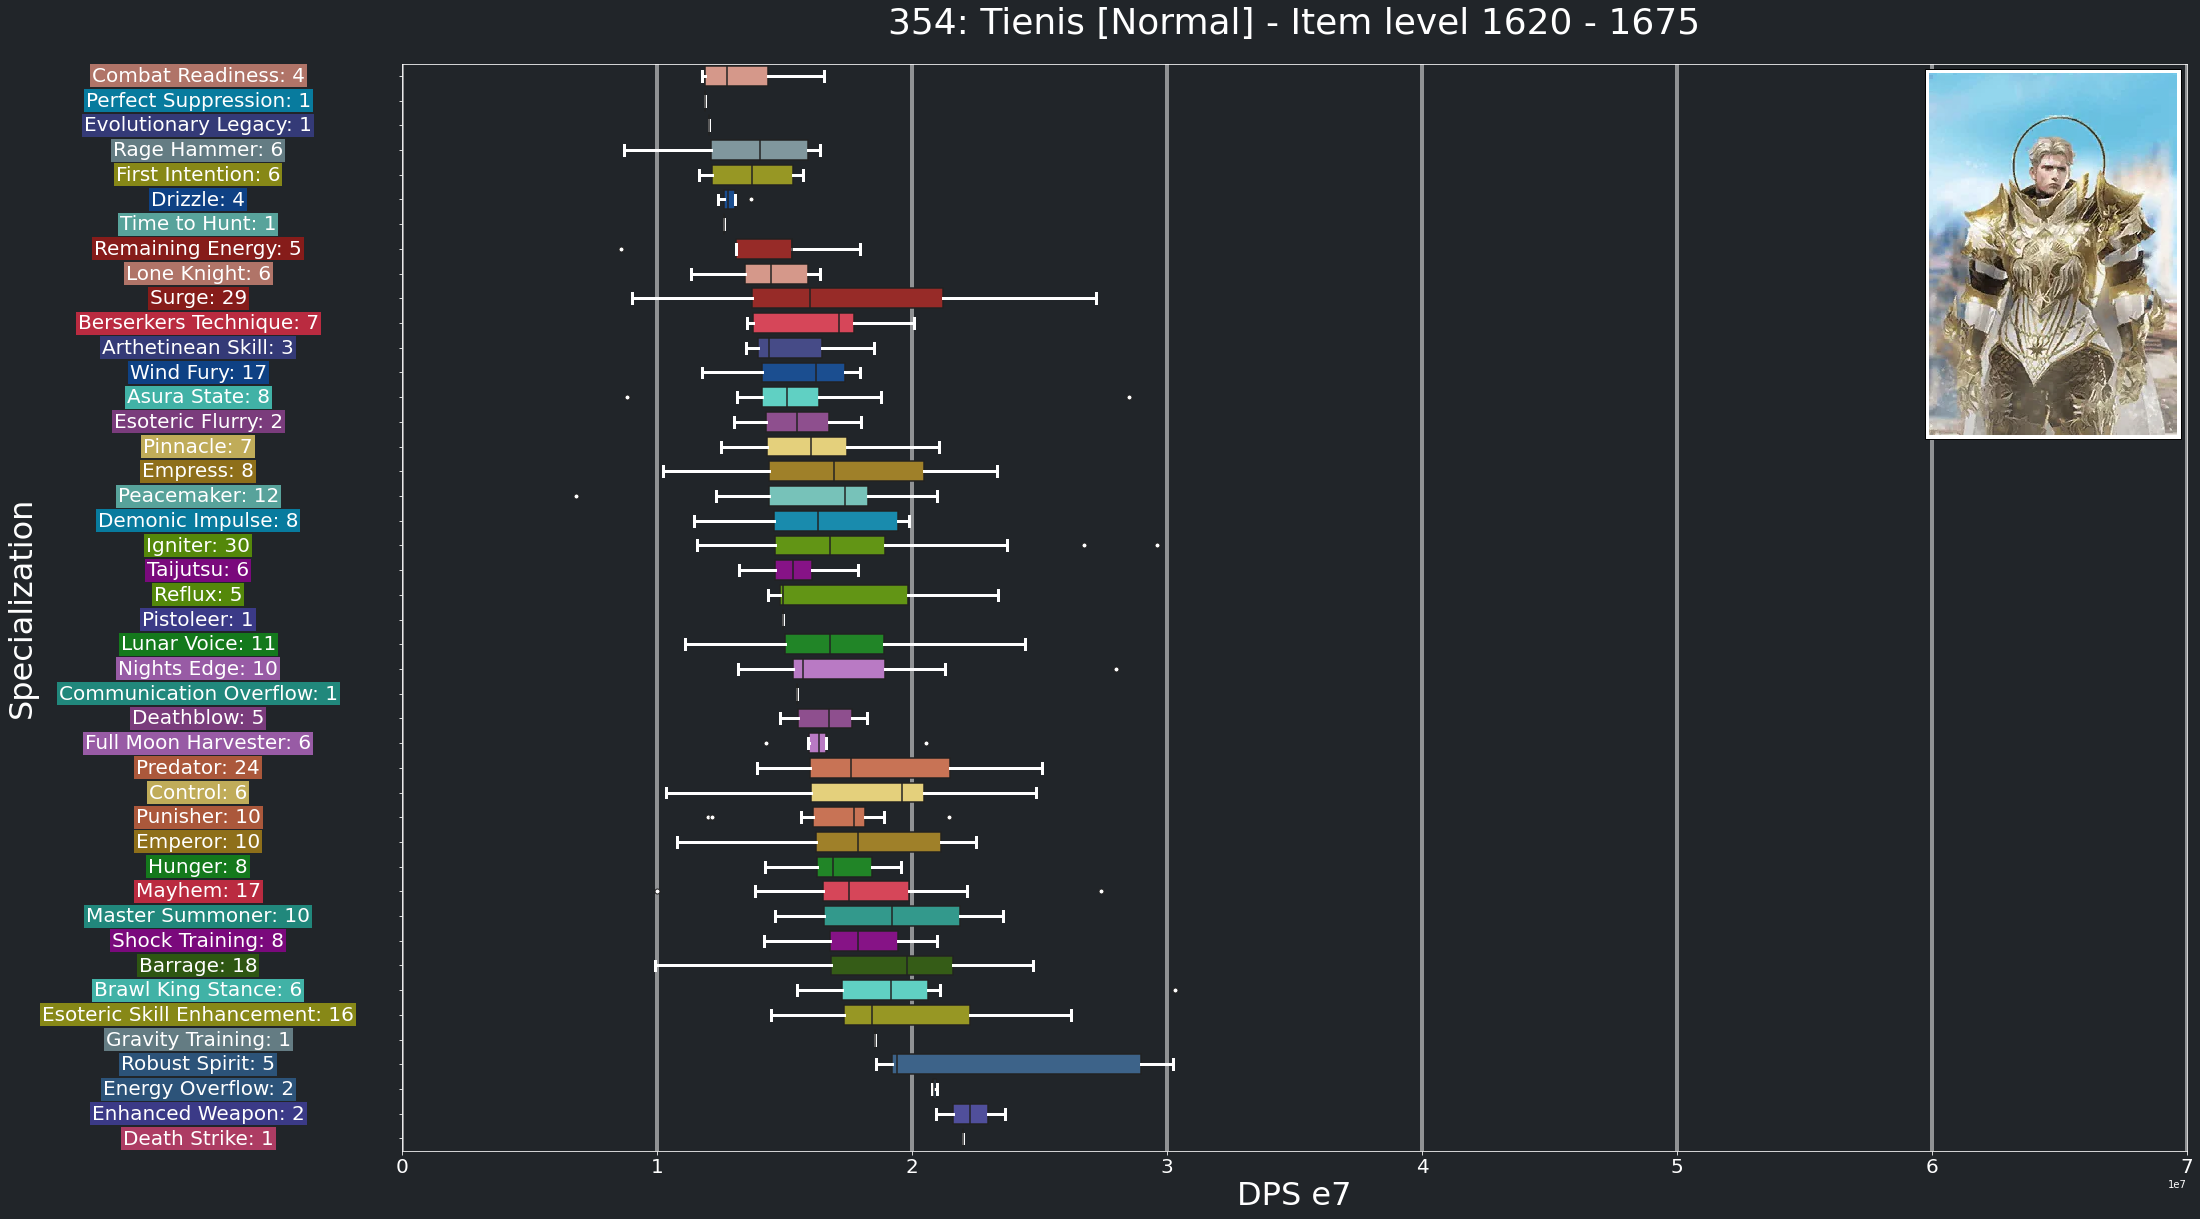 354: Tienis [Normal] - Item level 1620 - 1675
Combat Readiness: 4
Perfect Suppression: 1
Evolutionary Legacy: 1
Rage Hammer: 6
First Intention: 6
Drizzle: 4
Time to Hunt: 1
Remaining Energy: 5
Lone Knight: 6
Surge: 29
Berserkers Technique: 7
Arthetinean Skill: 3
Wind Fury: 17
Asura State: 8
Esoteric Flurry: 2
Pinnacle: 7
Empress: 8
Peacemaker: 12
Demonic Impulse: 8
Igniter: 30
Taijutsu: 6
Reflux: 5
Pistoleer: 1
Lunar Voice: 11
Nights Edge: 10
Communication Overflow: 1
Deathblow: 5
Full Moon Harvester: 6
Predator: 24
Control: 6
Punisher: 10
Emperor: 10
Hunger: 8
Mayhem: 17
Master Summoner: 10
Shock Training: 8
Barrage: 18
Brawl King Stance: 6
Esoteric Skill Enhancement: 16
Gravity Training: 1
Robust Spirit: 5
Energy Overflow: 2
Enhanced Weapon: 2
Death Strike: 1
Specialization
0 1 2 3 4 5 6 7
1e7
DPS e7